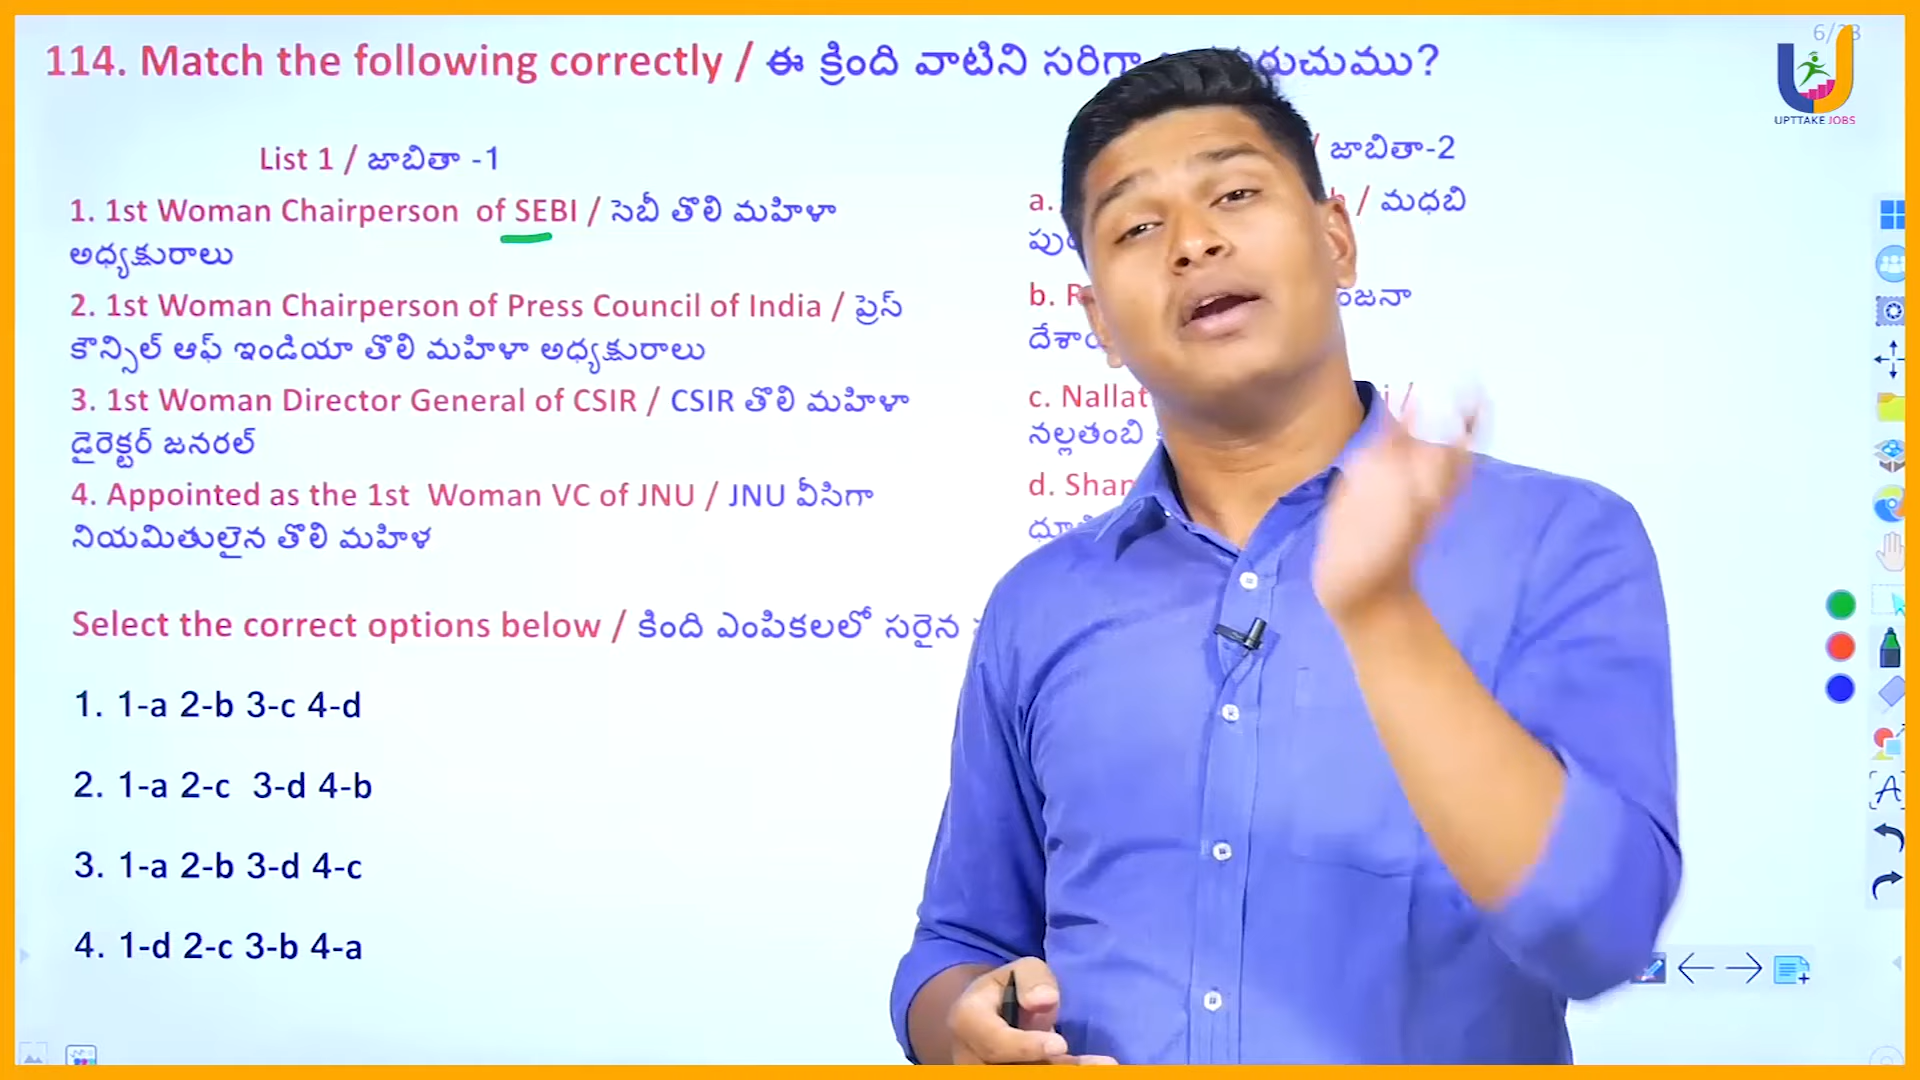 114. Match the following correctly / ఈ క్రింది వాటిని సరిగా రుచుము?
6/
UPTTAKE JOBS
List 1 / జాబితా -1
/ జాబితా-2
1. 1st Woman Chairperson of SEBI / సెబీ తొలి మహిళా
అధ్యక్షురాలు
a. / మధబి
2. 1st Woman Chairperson of Press Council of India / ప్రెస్
కౌన్సిల్ ఆఫ్ ఇండియా తొలి మహిళా అధ్యక్షురాలు
b. R ంజనా
దేశా
3. 1st Woman Director General of CSIR / CSIR తొలి మహిళా
డైరెక్టర్ జనరల్
c. Nallat i /
నల్లతంబి
4. Appointed as the 1st Woman VC of JNU / JNU వీసిగా
నియమితులైన తొలి మహిళ
d. Shan
Select the correct options below / కింది ఎంపికలలో సరైన
1. 1-a 2-b 3-c 4-d
2. 1-a 2-c 3-d 4-b
3. 1-a 2-b 3-d 4-c
4. 1-d 2-c 3-b 4-a